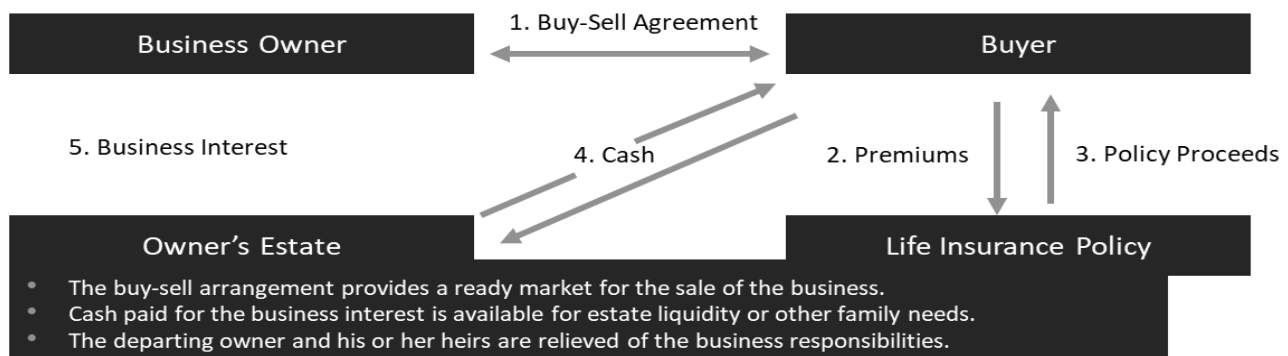 1. Buy-Sell Agreement
Business Owner
Buyer
5. Business Interest
4. Cash
2. Premiums
3. Policy Proceeds
Owner’s Estate
Life Insurance Policy
• The buy-sell arrangement provides a ready market for the sale of the business.
• Cash paid for the business interest is available for estate liquidity or other family needs.
• The departing owner and his or her heirs are relieved of the business responsibilities.